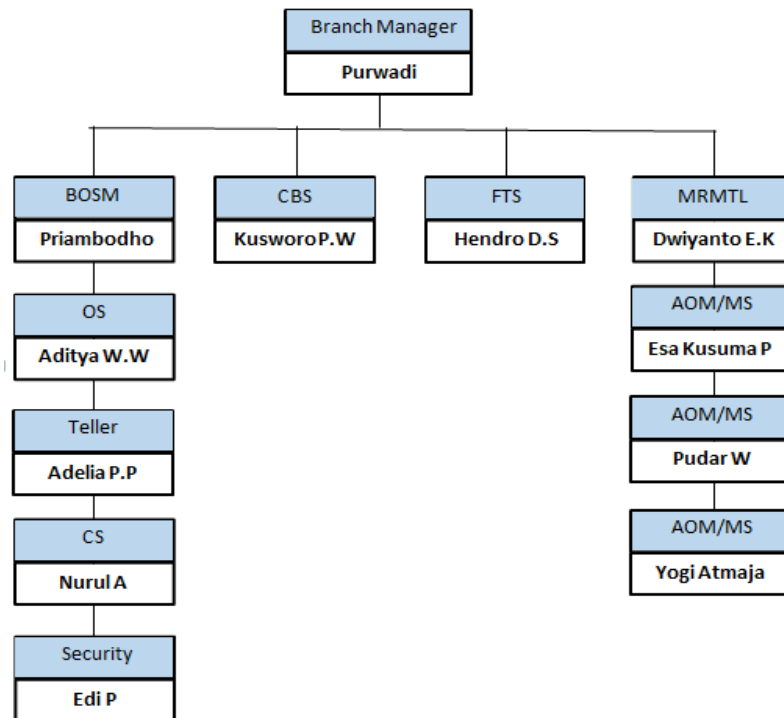 Branch Manager
Purwadi
BOSM
Priambodho
CBS
Kusworo P.W
FTS
Hendro D.S
MRMTL
Dwiyanto E.K
OS
Aditya W.W
AOM/MS
Esa Kusuma P
Teller
Adelia P.P
AOM/MS
Pudar W
CS
Nurul A
AOM/MS
Yogi Atmaja
Security
Edi P